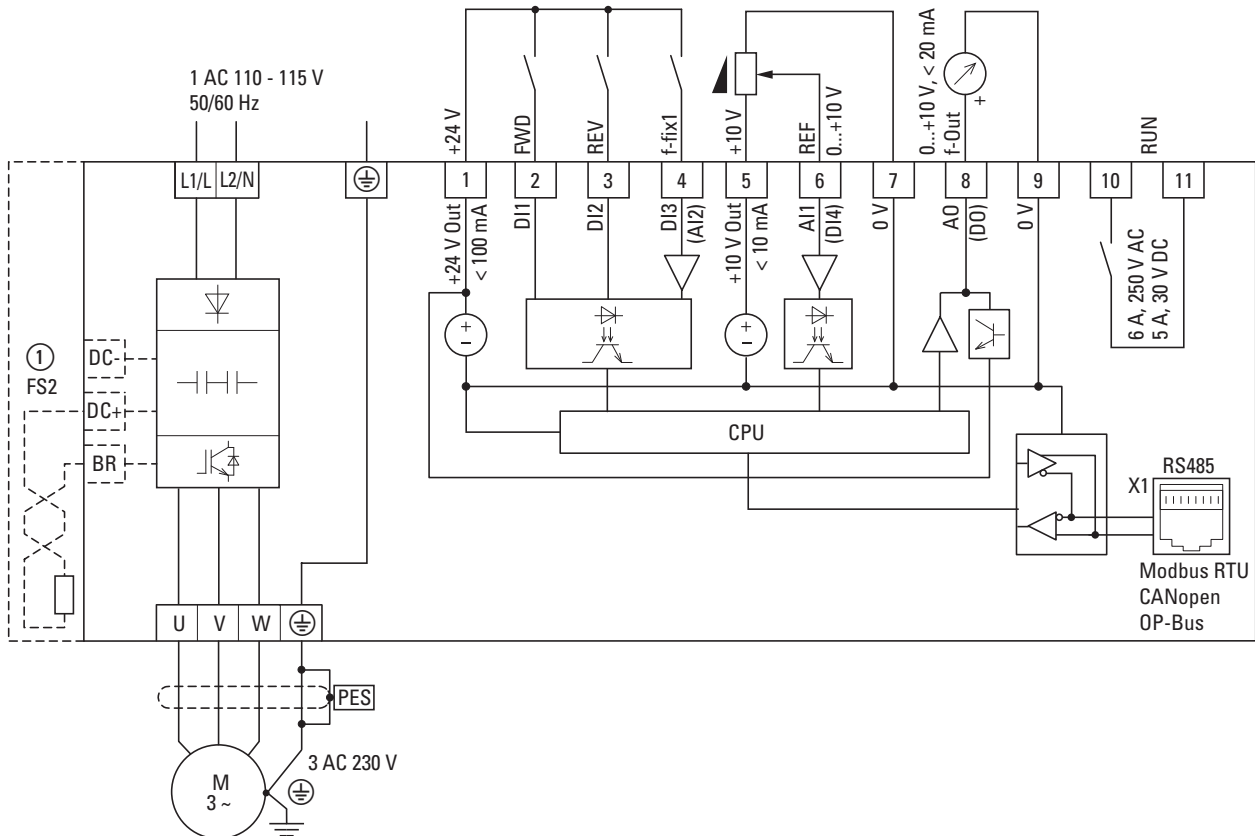 1 AC 110 - 115 V
50/60 Hz
+24 V
FWD
REV
f-fix1
+10 V
REF
0...+10 V
0...+10 V, < 20 mA
f-Out
+
RUN
L1/L
L2/N
1
2
3
4
5
6
7
8
9
10
11
+24 V Out
< 100 mA
DI1
DI2
DI3
(AI2)
+10 V Out
< 10 mA
AI1
(DI4)
0 V
AO
(DO)
0 V
6 A, 250 V AC
5 A, 30 V DC
+
-
+
-
1
FS2
DC-
DC+
BR
CPU
X1
RS485
Modbus RTU
CANopen
OP-Bus
U
V
W
PES
3 AC 230 V
M
3 ~